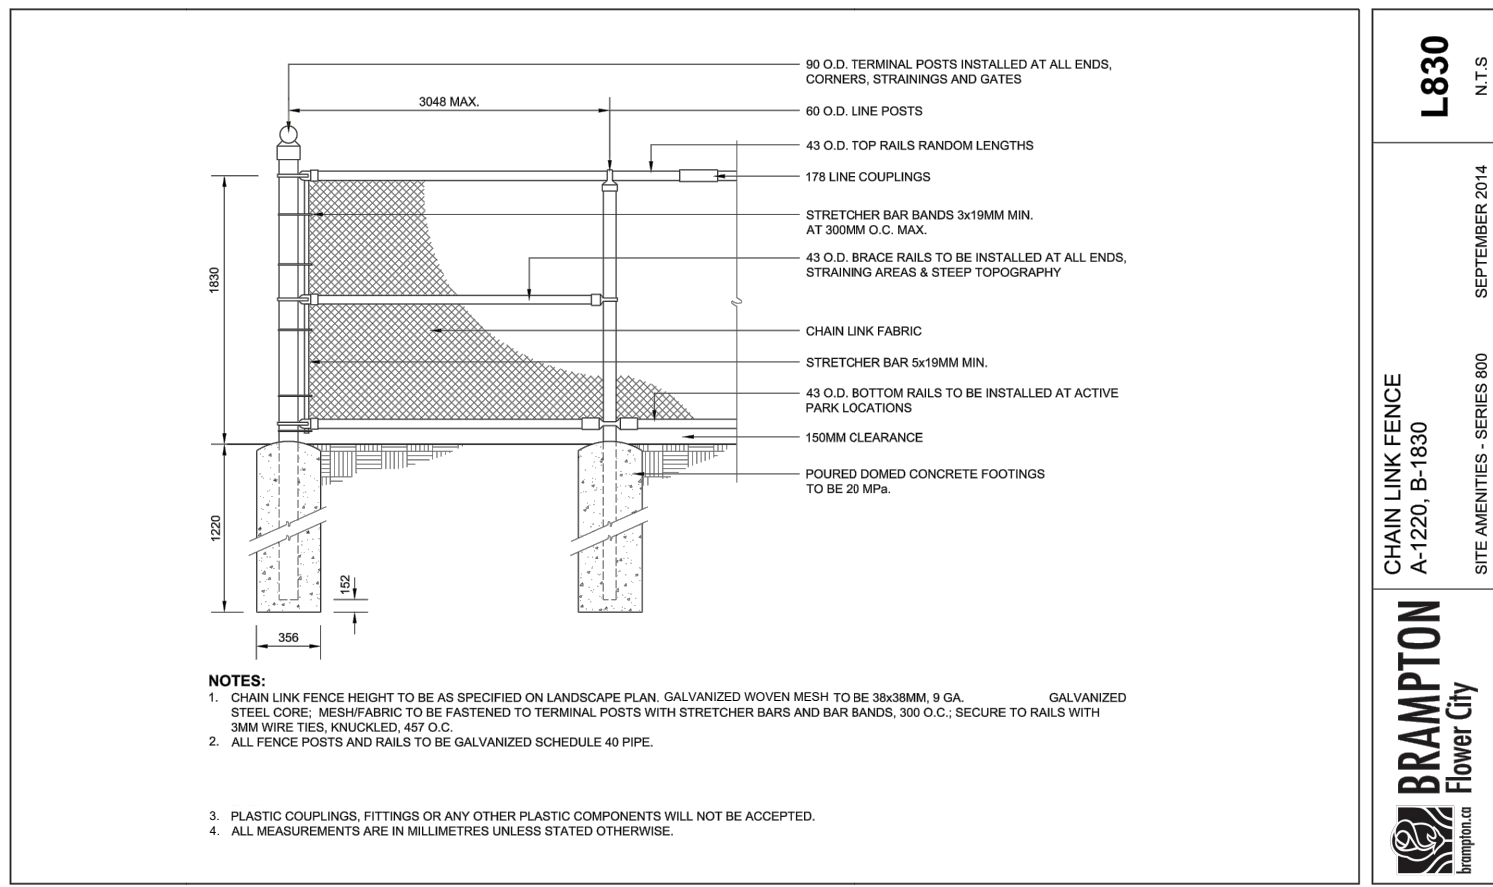 90 O.D. TERMINAL POSTS INSTALLED AT ALL ENDS,
CORNERS, STRAININGS AND GATES
3048 MAX.
60 O.D. LINE POSTS
43 O.D. TOP RAILS RANDOM LENGTHS
178 LINE COUPLINGS
STRETCHER BAR BANDS 3x19MM MIN.
AT 300MM O.C. MAX.
43 O.D. BRACE RAILS TO BE INSTALLED AT ALL ENDS,
STRAINING AREAS & STEEP TOPOGRAPHY
1830
CHAIN LINK FABRIC
STRETCHER BAR 5x19MM MIN.
43 O.D. BOTTOM RAILS TO BE INSTALLED AT ACTIVE
PARK LOCATIONS
150MM CLEARANCE
POURED DOMED CONCRETE FOOTINGS
TO BE 20 MPa.
1220
152
356
NOTES:
1. CHAIN LINK FENCE HEIGHT TO BE AS SPECIFIED ON LANDSCAPE PLAN. GALVANIZED WOVEN MESH TO BE 38x38MM, 9 GA. GALVANIZED
STEEL CORE; MESH/FABRIC TO BE FASTENED TO TERMINAL POSTS WITH STRETCHER BARS AND BAR BANDS, 300 O.C.; SECURE TO RAILS WITH
3MM WIRE TIES, KNUCKLED, 457 O.C.
2. ALL FENCE POSTS AND RAILS TO BE GALVANIZED SCHEDULE 40 PIPE.
3. PLASTIC COUPLINGS, FITTINGS OR ANY OTHER PLASTIC COMPONENTS WILL NOT BE ACCEPTED.
4. ALL MEASUREMENTS ARE IN MILLIMETRES UNLESS STATED OTHERWISE.
L830
N.T.S
CHAIN LINK FENCE
A-1220, B-1830
SITE AMENITIES - SERIES 800 SEPTEMBER 2014
BRAMPTON
Flower City
brampton.ca